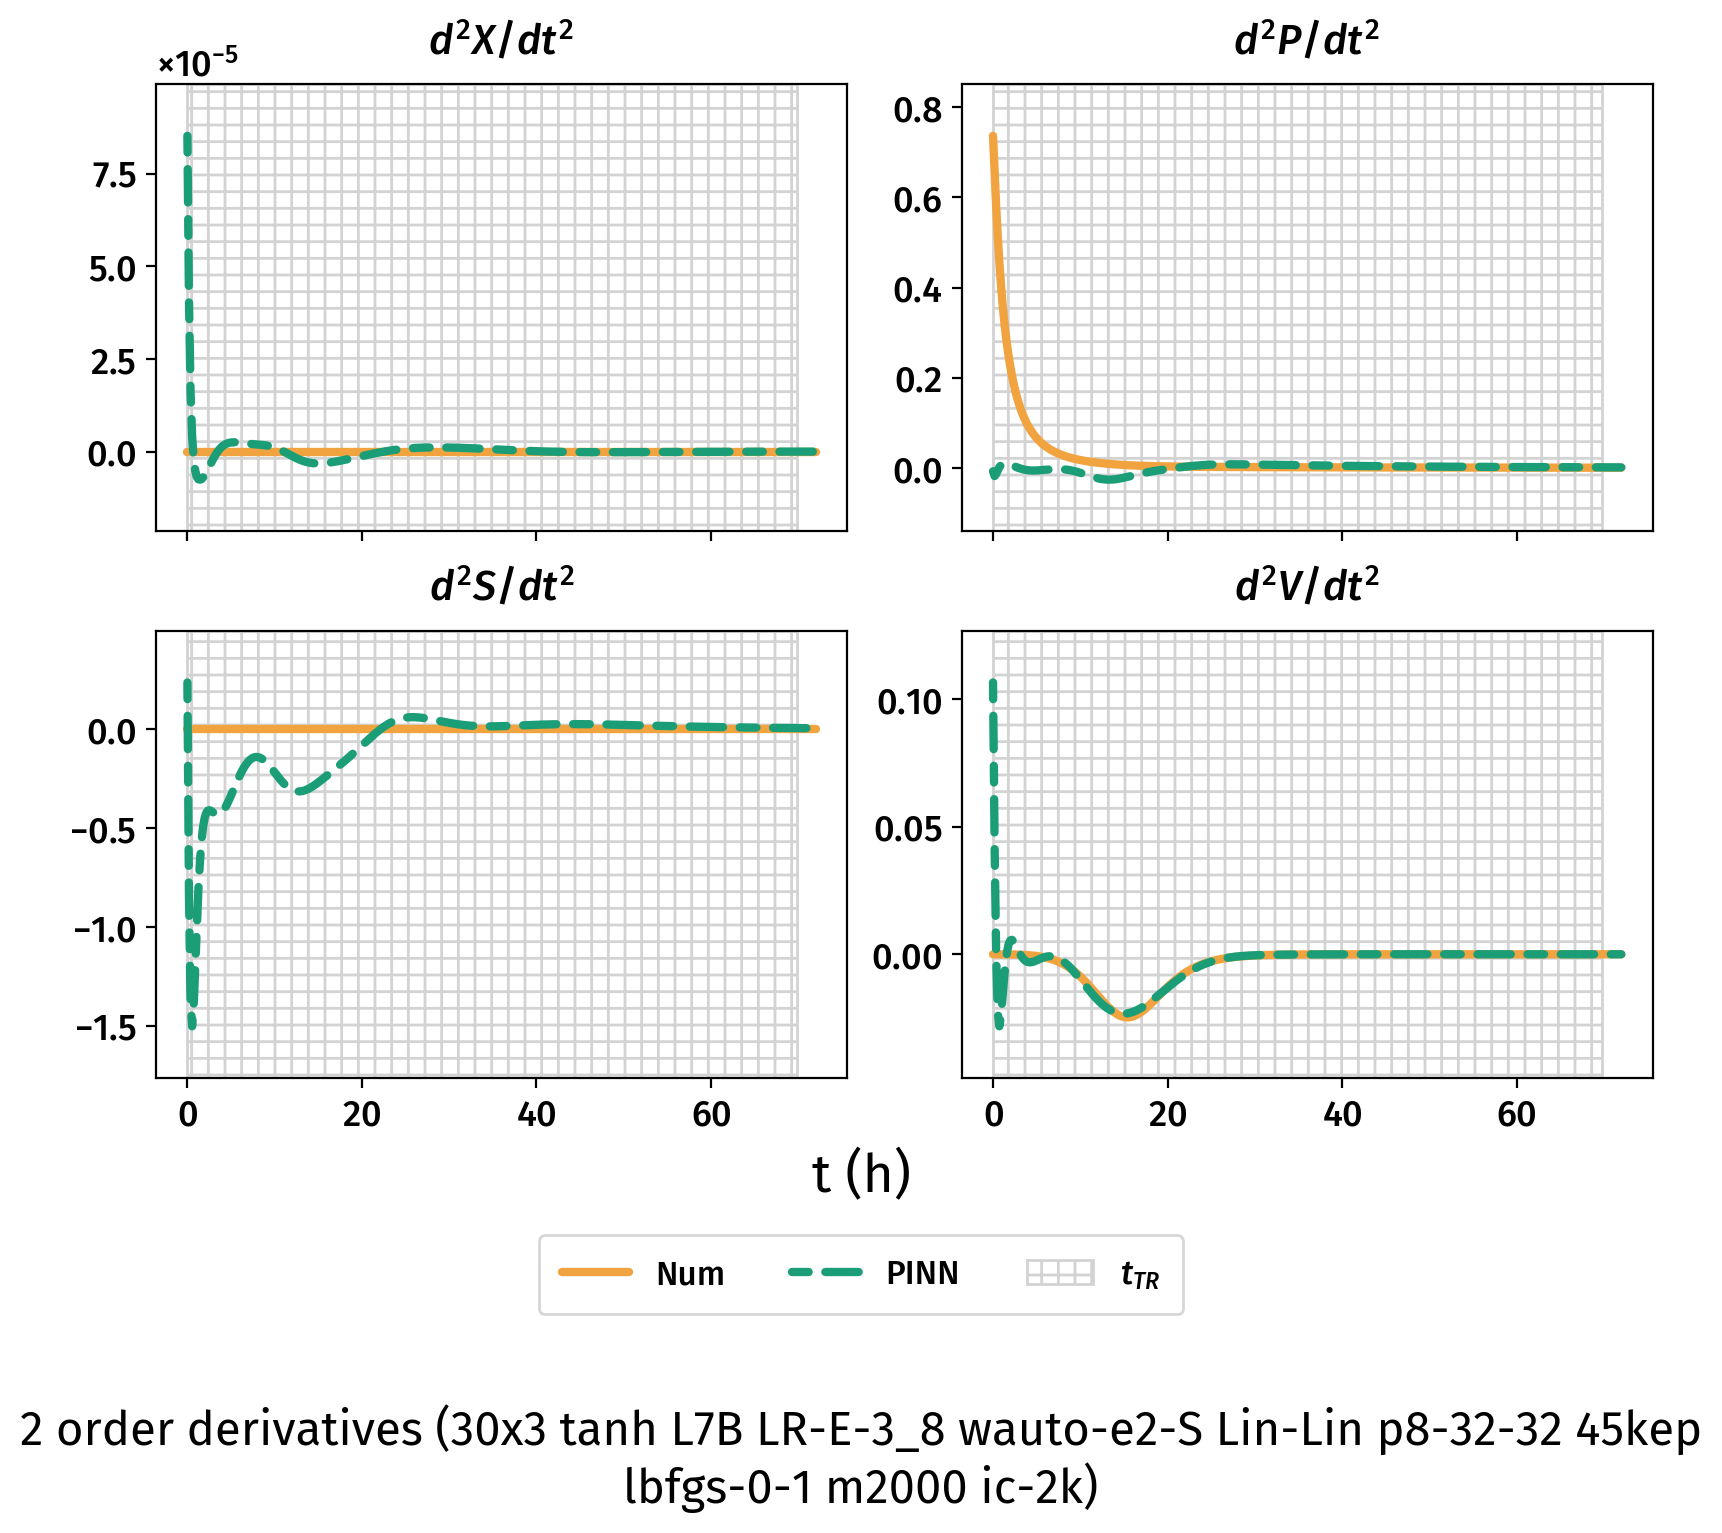 d²X/dt²
×10⁻⁵
7.5
5.0
2.5
0.0
d²P/dt²
0.8
0.6
0.4
0.2
0.0
d²S/dt²
0.0
−0.5
−1.0
−1.5
0 20 40 60
d²V/dt²
0.10
0.05
0.00
0 20 40 60
t (h)
Num PINN t_TR
2 order derivatives (30x3 tanh L7B LR-E-3_8 wauto-e2-S Lin-Lin p8-32-32 45kep
lbfgs-0-1 m2000 ic-2k)